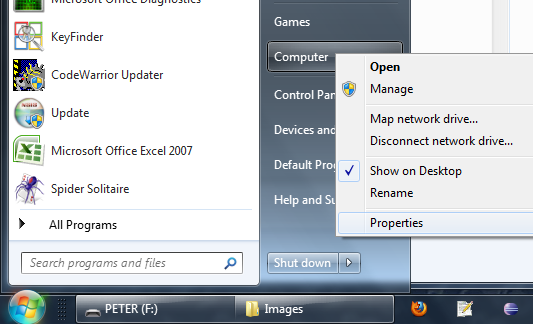 Microsoft Office Diagnostics
KeyFinder
CodeWarrior Updater
Update
Microsoft Office Excel 2007
Spider Solitaire
All Programs
Search programs and files
Games
Computer
Control Pan
Devices and
Default Prog
Help and Su
Shut down
Open
Manage
Map network drive...
Disconnect network drive...
Show on Desktop
Rename
Properties
PETER (F:)
Images